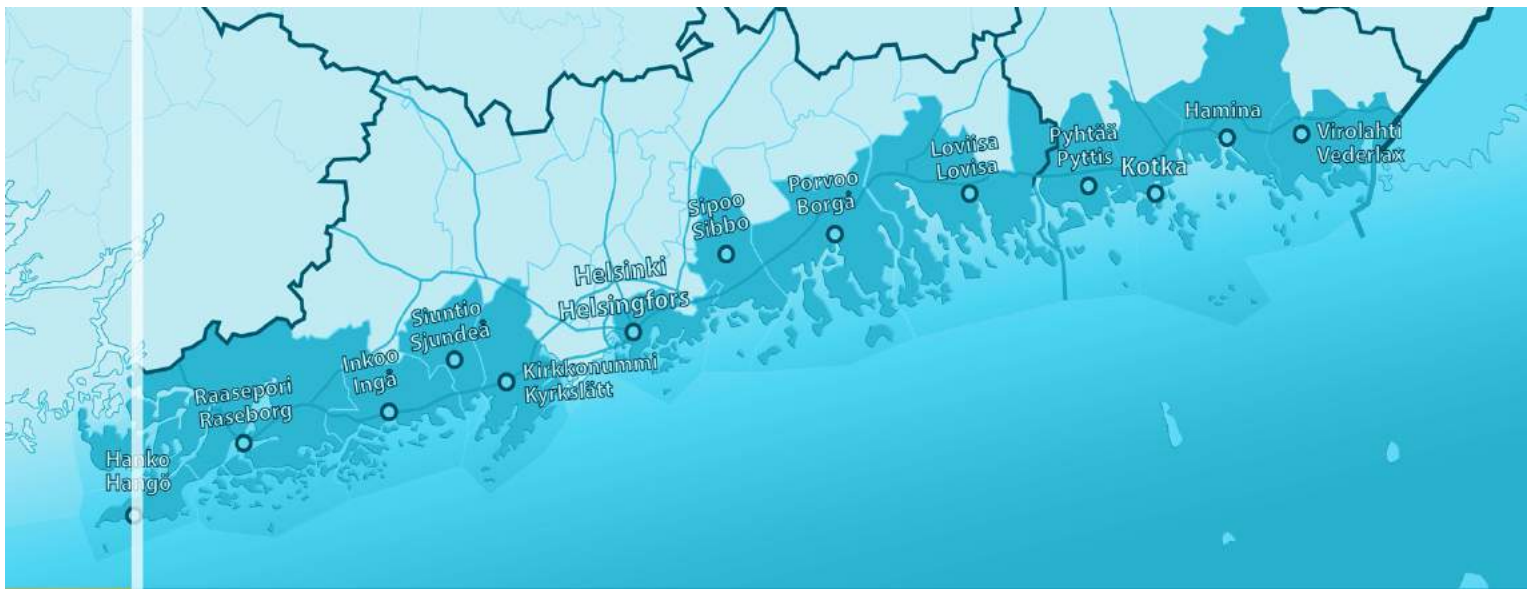 Hanko
Hangö
Raasepori
Raseborg
Inkoo
Ingå
Siuntio
Sjundeå
Kirkkonummi
Kyrkslätt
Helsinki
Helsingfors
Sipoo
Sibbo
Porvoo
Borgå
Loviisa
Lovisa
Pyhtää
Pyttis
Kotka
Hamina
Virolahti
Vederlax